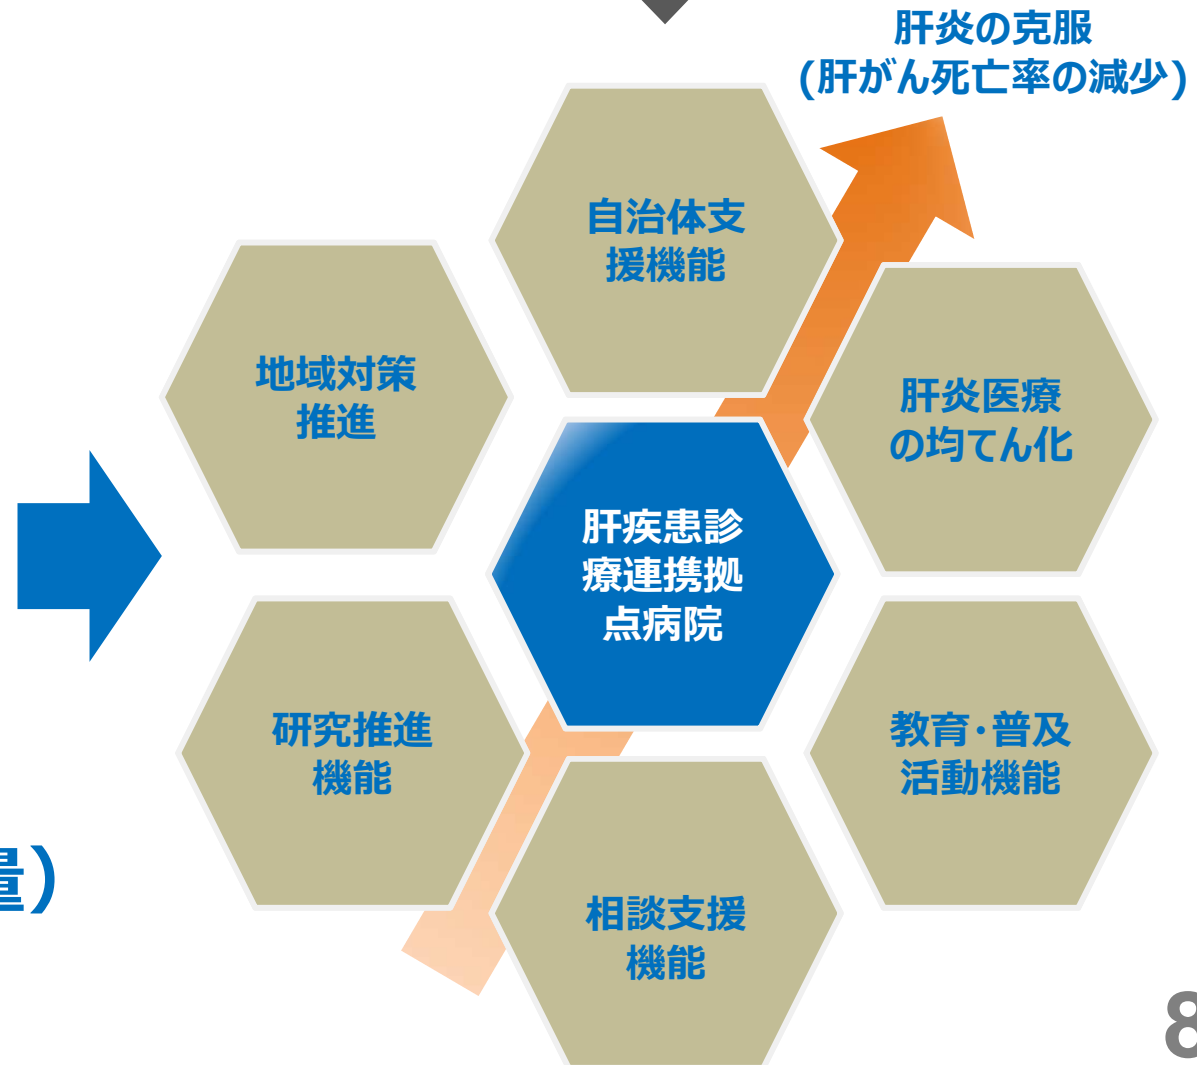 肝炎の克服
(肝がん死亡率の減少)
自治体支
援機能
地域対策
推進
肝炎医療
の均てん化
肝疾患診
療連携拠
点病院
研究推進
機能
教育・普及
活動機能
量)
相談支援
機能
8